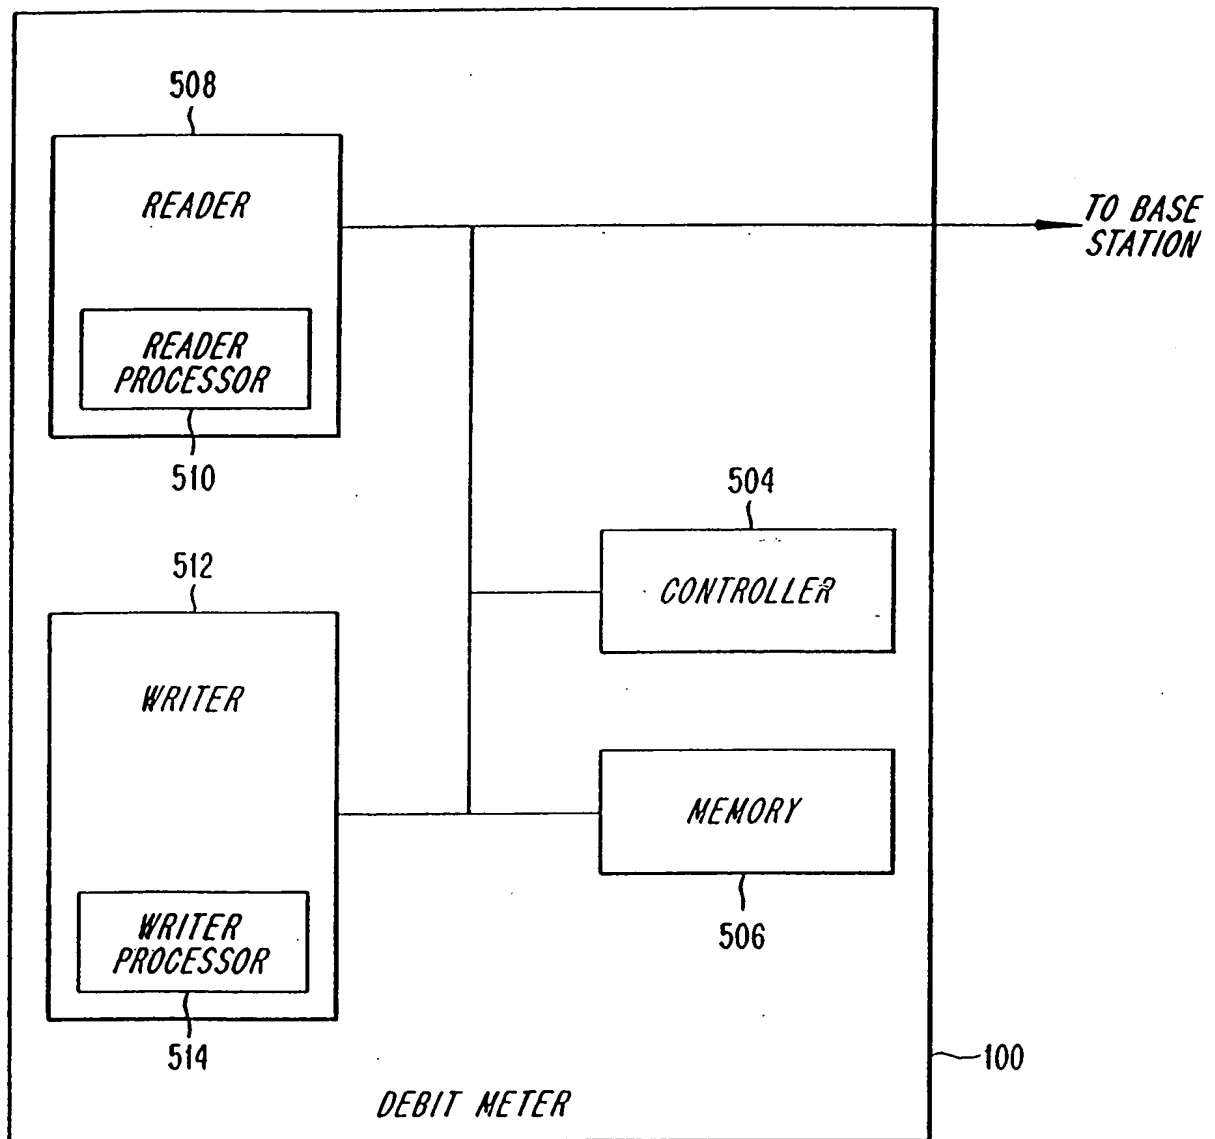 508
READER
TO BASE
STATION
READER
PROCESSOR
510
504
CONTROLLER
512
WRITER
MEMORY
506
WRITER
PROCESSOR
514
100
DEBIT METER